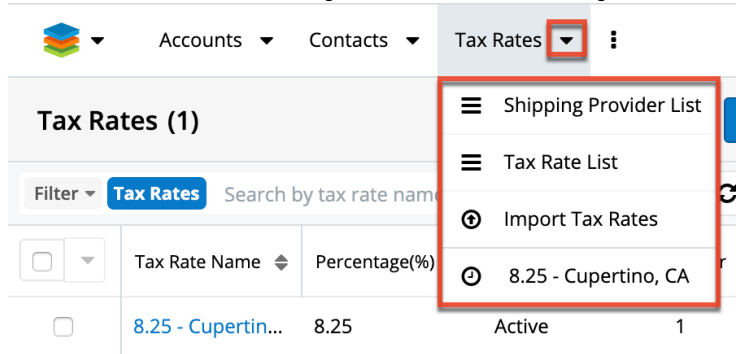 Accounts Contacts Tax Rates
Shipping Provider List
Tax Rates (1)
Tax Rate List
Filter Tax Rates Search by tax rate name
Import Tax Rates
Tax Rate Name Percentage(%)
8.25 - Cupertino, CA
8.25 - Cupertin... 8.25 Active 1